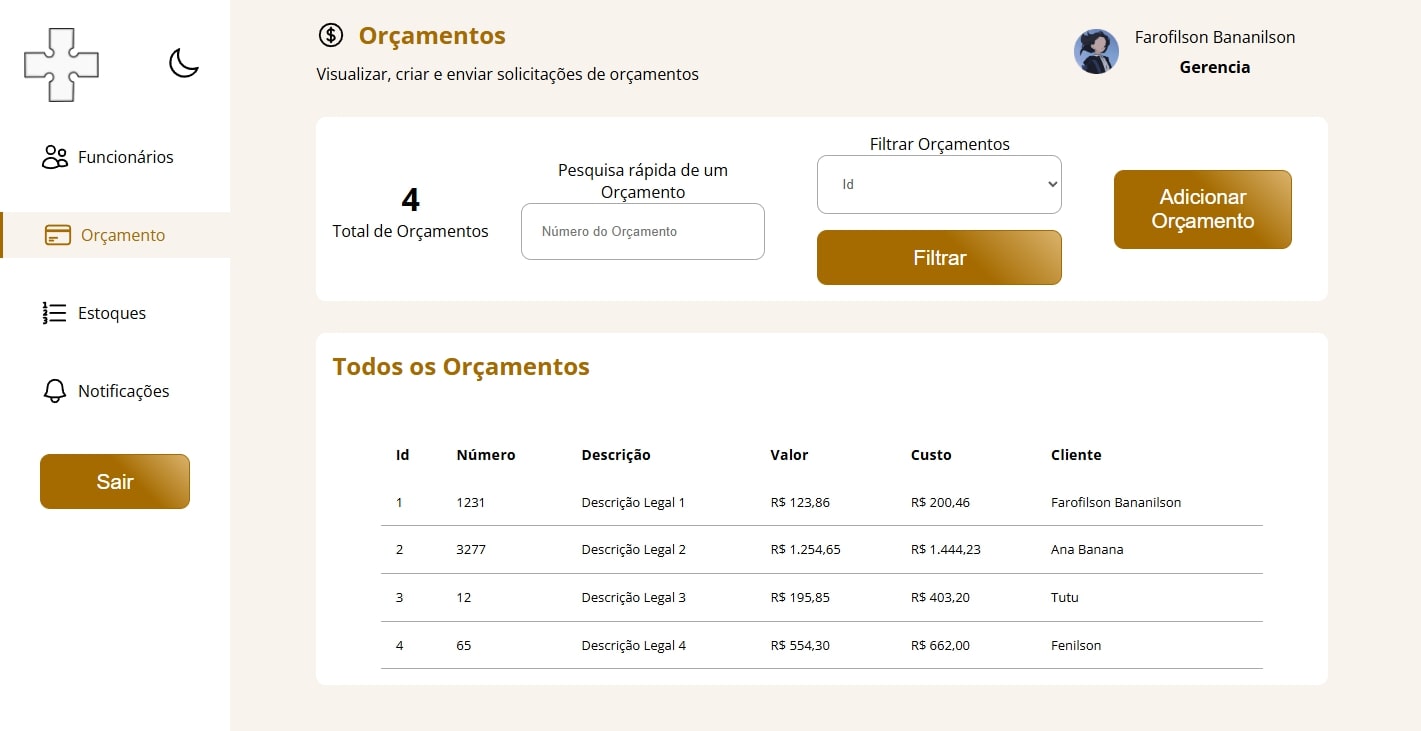 Orçamentos
Visualizar, criar e enviar solicitações de orçamentos
Farofilson Bananilson
Gerencia
Funcionários
Orçamento
1
2
3
Estoques
Notificações
Sair
4
Total de Orçamentos
Pesquisa rápida de um
Orçamento
Número do Orçamento
Filtrar Orçamentos
Id
Filtrar
Adicionar
Orçamento
Todos os Orçamentos
Id Número Descrição Valor Custo Cliente
1 1231 Descrição Legal 1 R$ 123,86 R$ 200,46 Farofilson Bananilson
2 3277 Descrição Legal 2 R$ 1.254,65 R$ 1.444,23 Ana Banana
3 12 Descrição Legal 3 R$ 195,85 R$ 403,20 Tutu
4 65 Descrição Legal 4 R$ 554,30 R$ 662,00 Fenilson